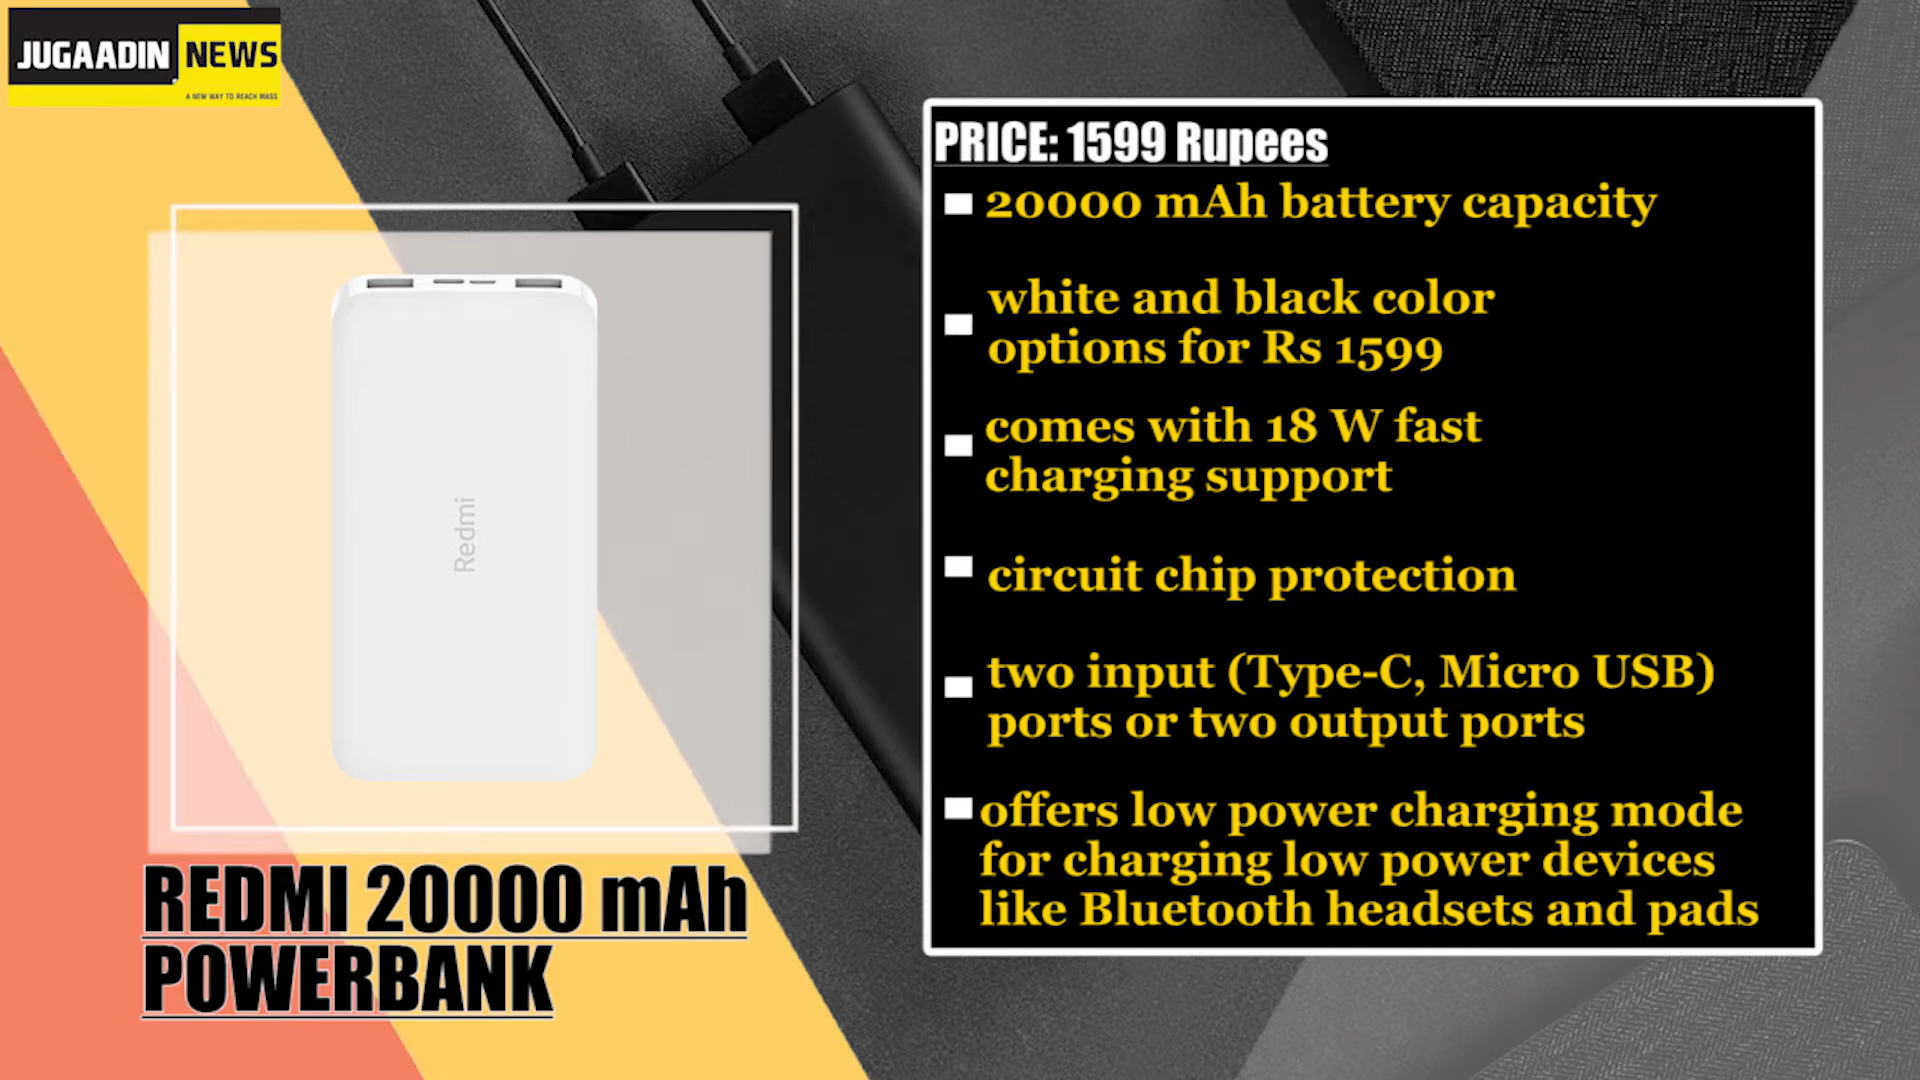 JUGAADIN NEWS
A NEW WAY TO REACH MASS
Redmi
REDMI 20000 mAh
POWERBANK
PRICE: 1599 Rupees
20000 mAh battery capacity
white and black color
options for Rs 1599
comes with 18 W fast
charging support
circuit chip protection
two input (Type-C, Micro USB)
ports or two output ports
offers low power charging mode
for charging low power devices
like Bluetooth headsets and pads